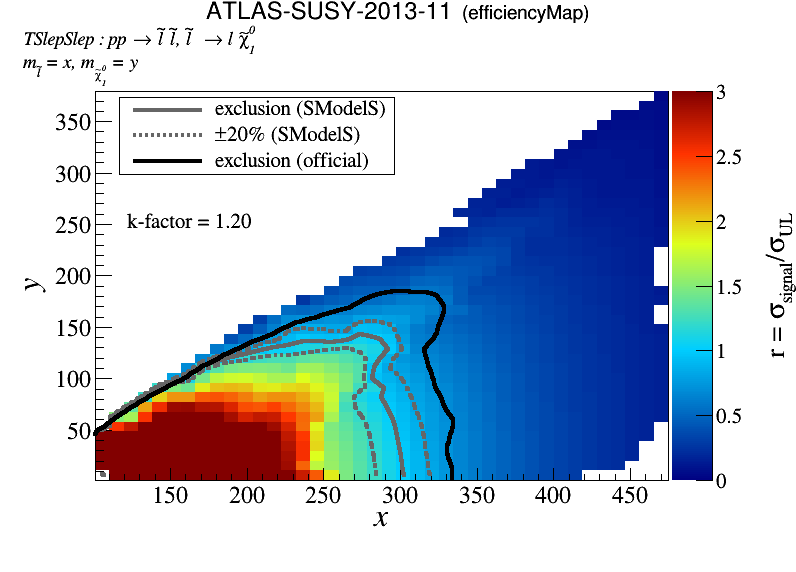 ATLAS-SUSY-2013-11 (efficiencyMap)
TSlepSlep : pp → l̃ l̃, l̃ → l χ̃₁⁰
m_l̃ = x, m_χ̃₁⁰ = y
exclusion (SModelS)
±20% (SModelS)
exclusion (official)
k-factor = 1.20
350
300
250
200
150
100
50
y
150
200
250
300
350
400
450
x
3
2.5
2
1.5
1
0.5
0
r = σ_signal/σ_UL